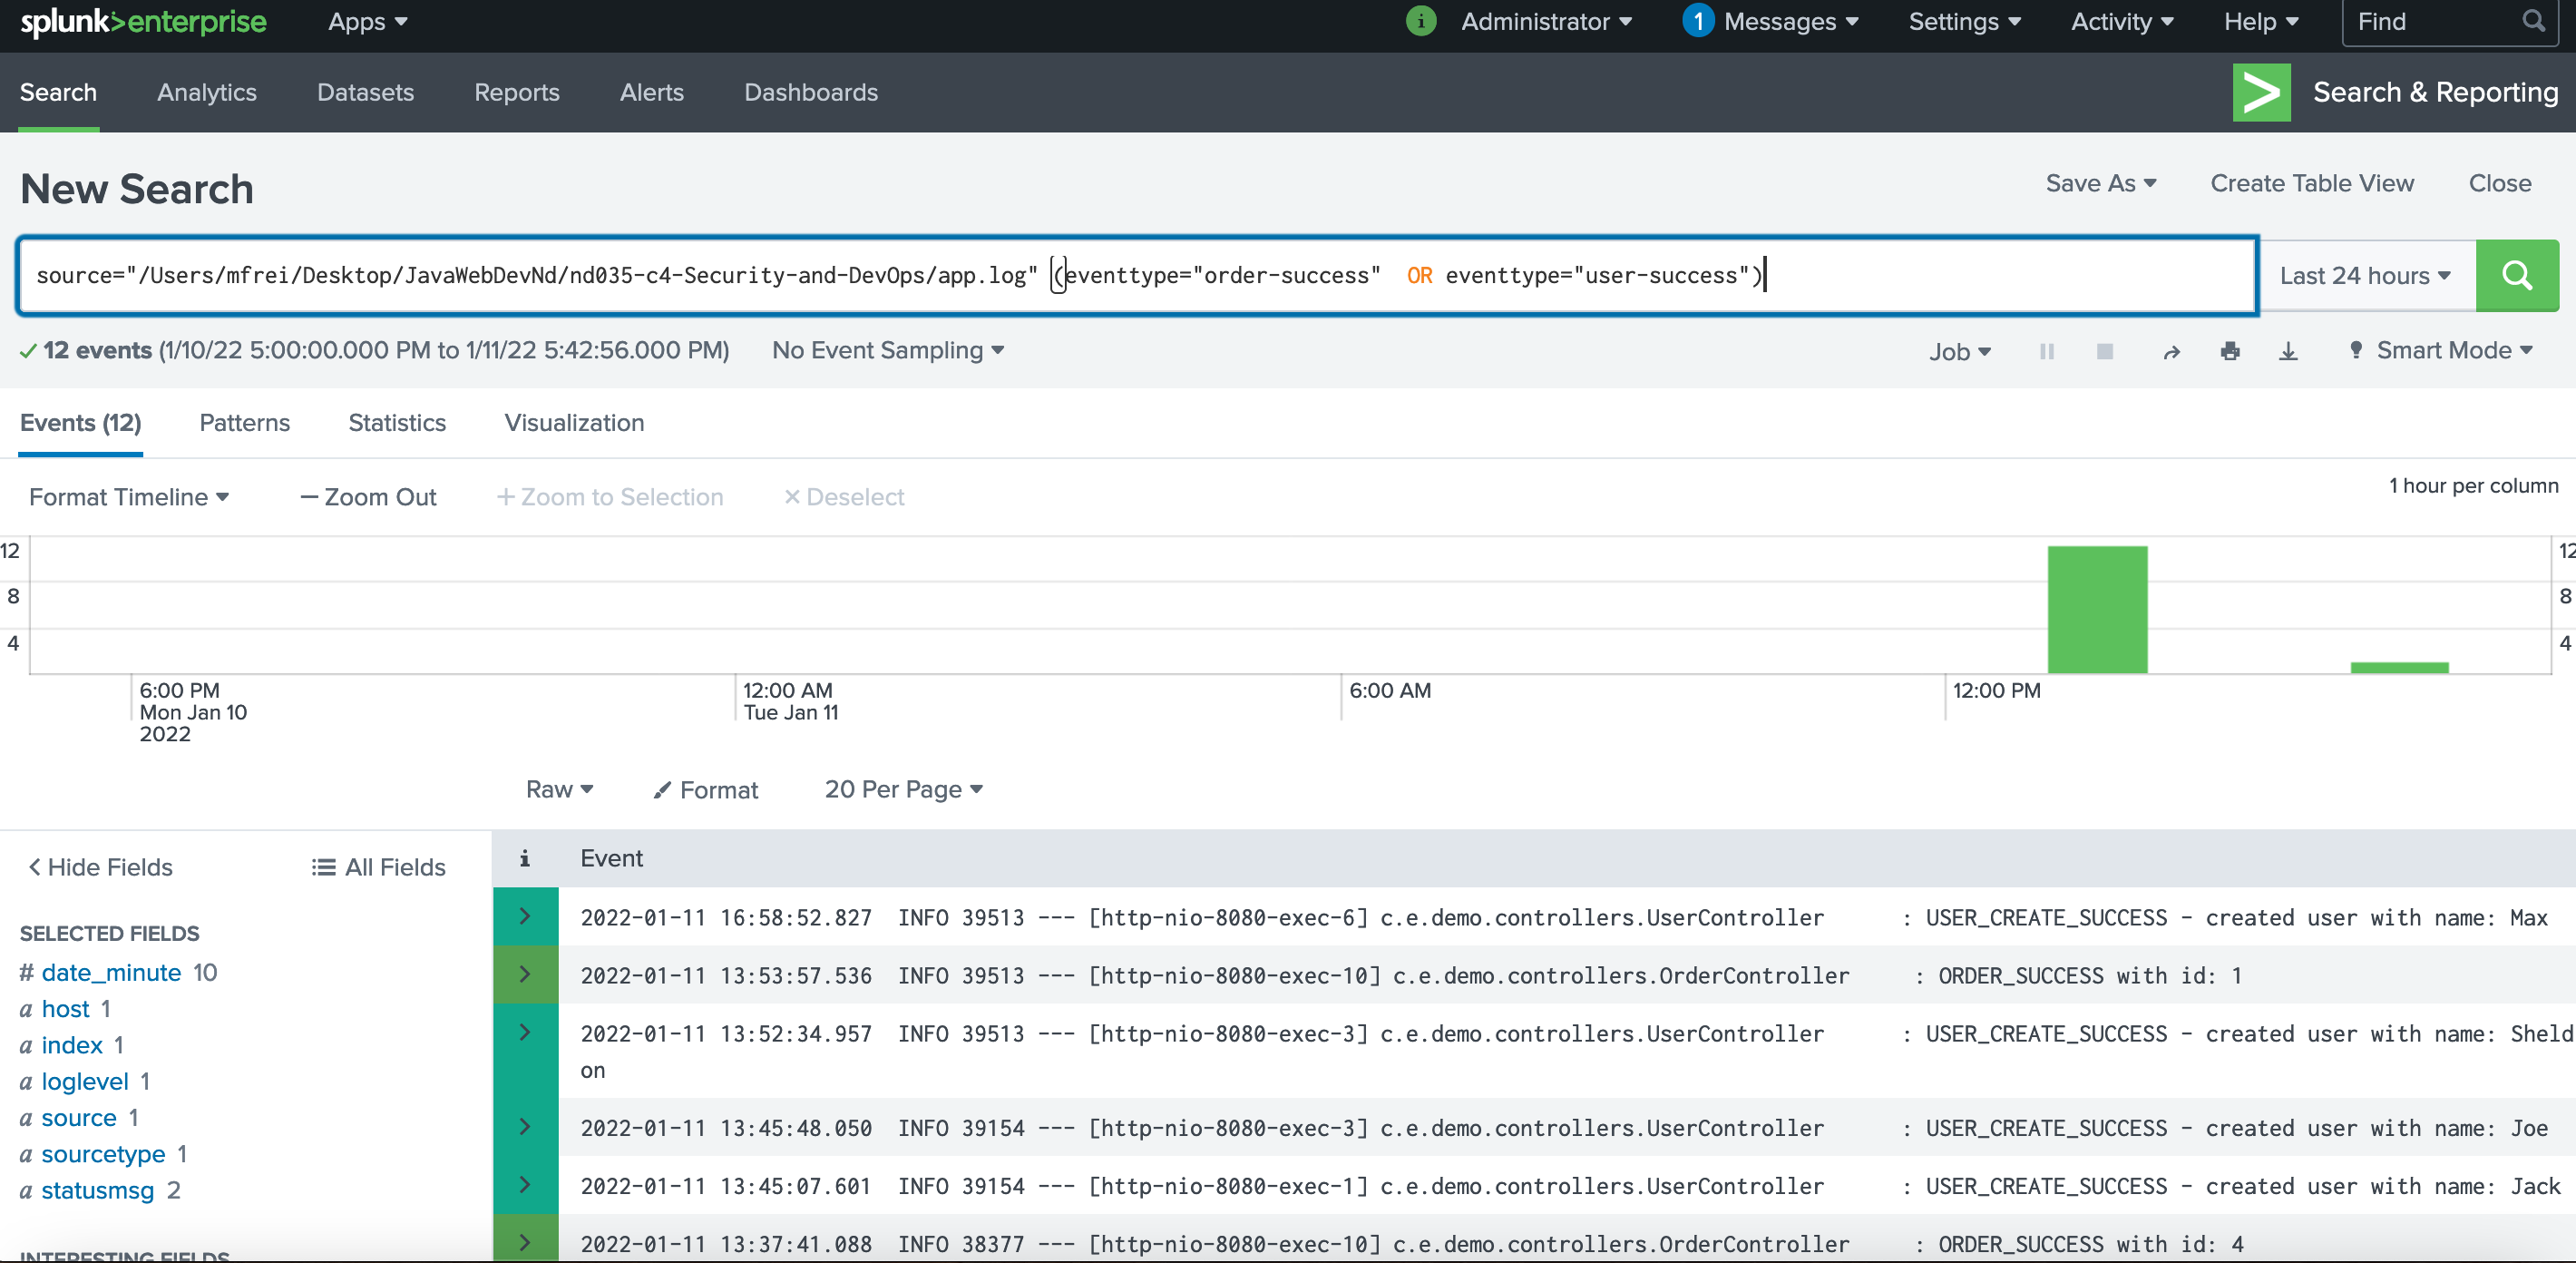 splunk>enterprise Apps Administrator 1 Messages Settings Activity Help Find
Search Analytics Datasets Reports Alerts Dashboards Search & Reporting
New Search Save As Create Table View Close
source="/Users/mfrei/Desktop/JavaWebDevNd/nd035-c4-Security-and-DevOps/app.log" (eventtype="order-success"  OR eventtype="user-success") Last 24 hours
12 events (1/10/22 5:00:00.000 PM to 1/11/22 5:42:56.000 PM) No Event Sampling Job Smart Mode
Events (12) Patterns Statistics Visualization
Format Timeline — Zoom Out + Zoom to Selection × Deselect 1 hour per column
12 12
8 8
4 4
6:00 PM 12:00 AM 6:00 AM 12:00 PM
Mon Jan 10 Tue Jan 11
2022
Raw Format 20 Per Page
< Hide Fields All Fields
i Event
SELECTED FIELDS
# date_minute 10
a host 1
a index 1
a loglevel 1
a source 1
a sourcetype 1
a statusmsg 2
INTERESTING FIELDS
> 2022-01-11 16:58:52.827  INFO 39513 --- [http-nio-8080-exec-6] c.e.demo.controllers.UserController      : USER_CREATE_SUCCESS - created user with name: Max
> 2022-01-11 13:53:57.536  INFO 39513 --- [http-nio-8080-exec-10] c.e.demo.controllers.OrderController     : ORDER_SUCCESS with id: 1
> 2022-01-11 13:52:34.957  INFO 39513 --- [http-nio-8080-exec-3] c.e.demo.controllers.UserController      : USER_CREATE_SUCCESS - created user with name: Sheld
on
> 2022-01-11 13:45:48.050  INFO 39154 --- [http-nio-8080-exec-3] c.e.demo.controllers.UserController      : USER_CREATE_SUCCESS - created user with name: Joe
> 2022-01-11 13:45:07.601  INFO 39154 --- [http-nio-8080-exec-1] c.e.demo.controllers.UserController      : USER_CREATE_SUCCESS - created user with name: Jack
> 2022-01-11 13:37:41.088  INFO 38377 --- [http-nio-8080-exec-10] c.e.demo.controllers.OrderController     : ORDER_SUCCESS with id: 4